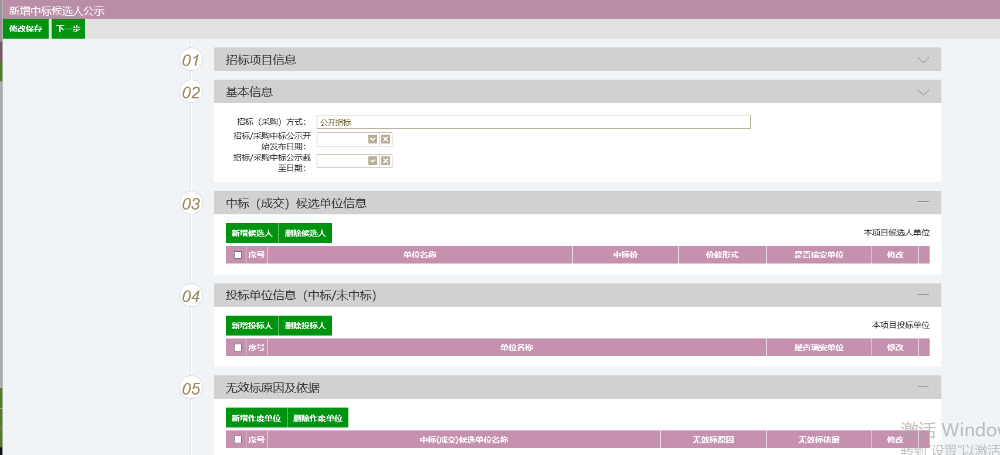 新增中标候选人公示
修改保存 下一步
01 招标项目信息
02 基本信息
招标（采购）方式： 公开招标
招标/采购中标公示开
始发布日期：
招标/采购中标公示截
至日期：
03 中标（成交）候选单位信息
新增候选人 删除候选人 本项目候选人单位
序号 单位名称 中标价 价款形式 是否瑞安单位 修改
04 投标单位信息（中标/未中标）
新增投标人 删除投标人 本项目投标单位
序号 单位名称 是否瑞安单位 修改
05 无效标原因及依据
新增作废单位 删除作废单位
序号 中标(成交)候选单位名称 无效标原因 无效标依据 修改
激活 Window
转到"设置"以激活